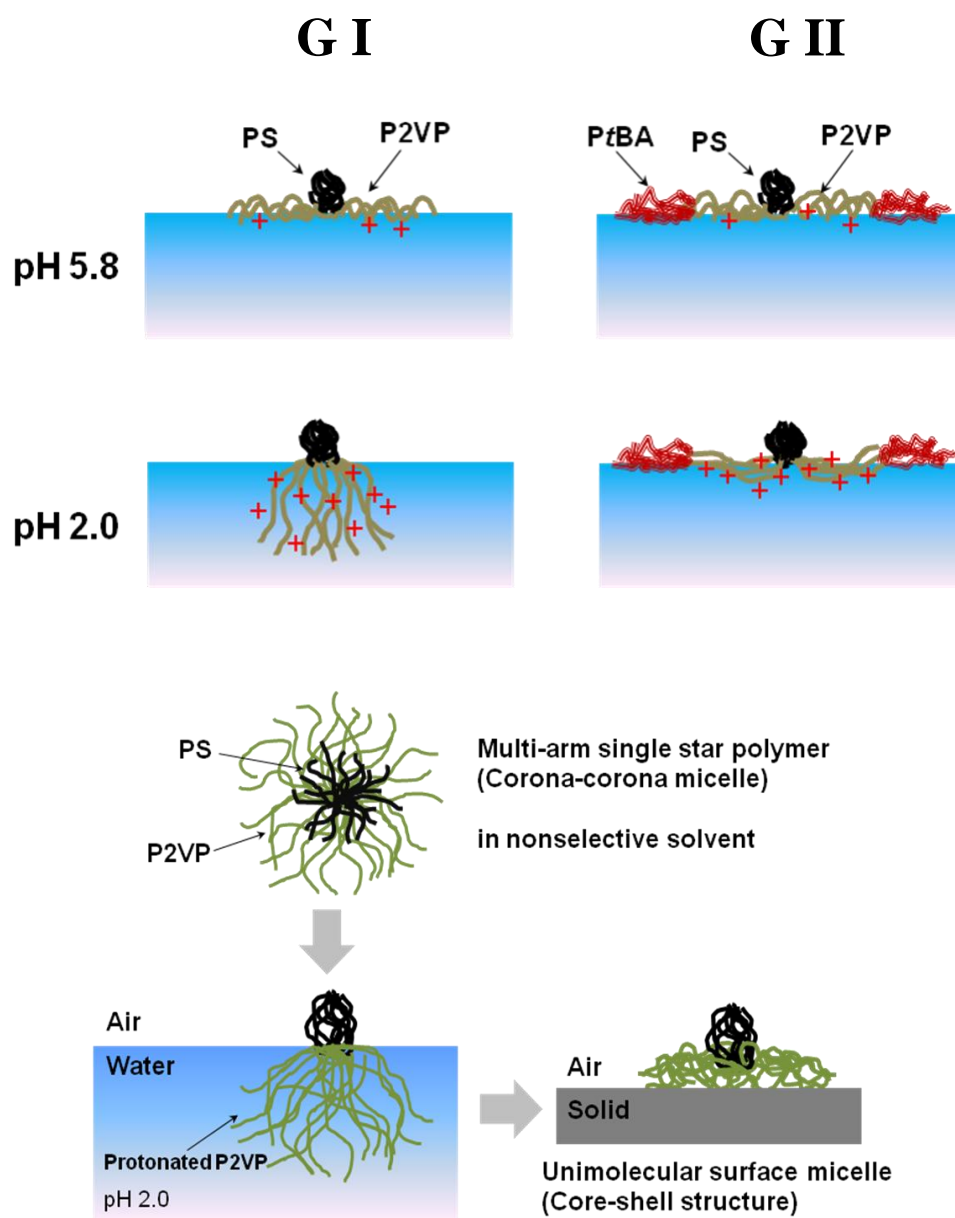 G I
G II
PS
P2VP
PtBA
PS
P2VP
pH 5.8
+ + +
+ + +
pH 2.0
+ + + + + + + + +
+ + + + + + + + +
PS
P2VP
Multi-arm single star polymer
(Corona-corona micelle)
in nonselective solvent
Air
Water
Protonated P2VP
pH 2.0
Air
Solid
Unimolecular surface micelle
(Core-shell structure)